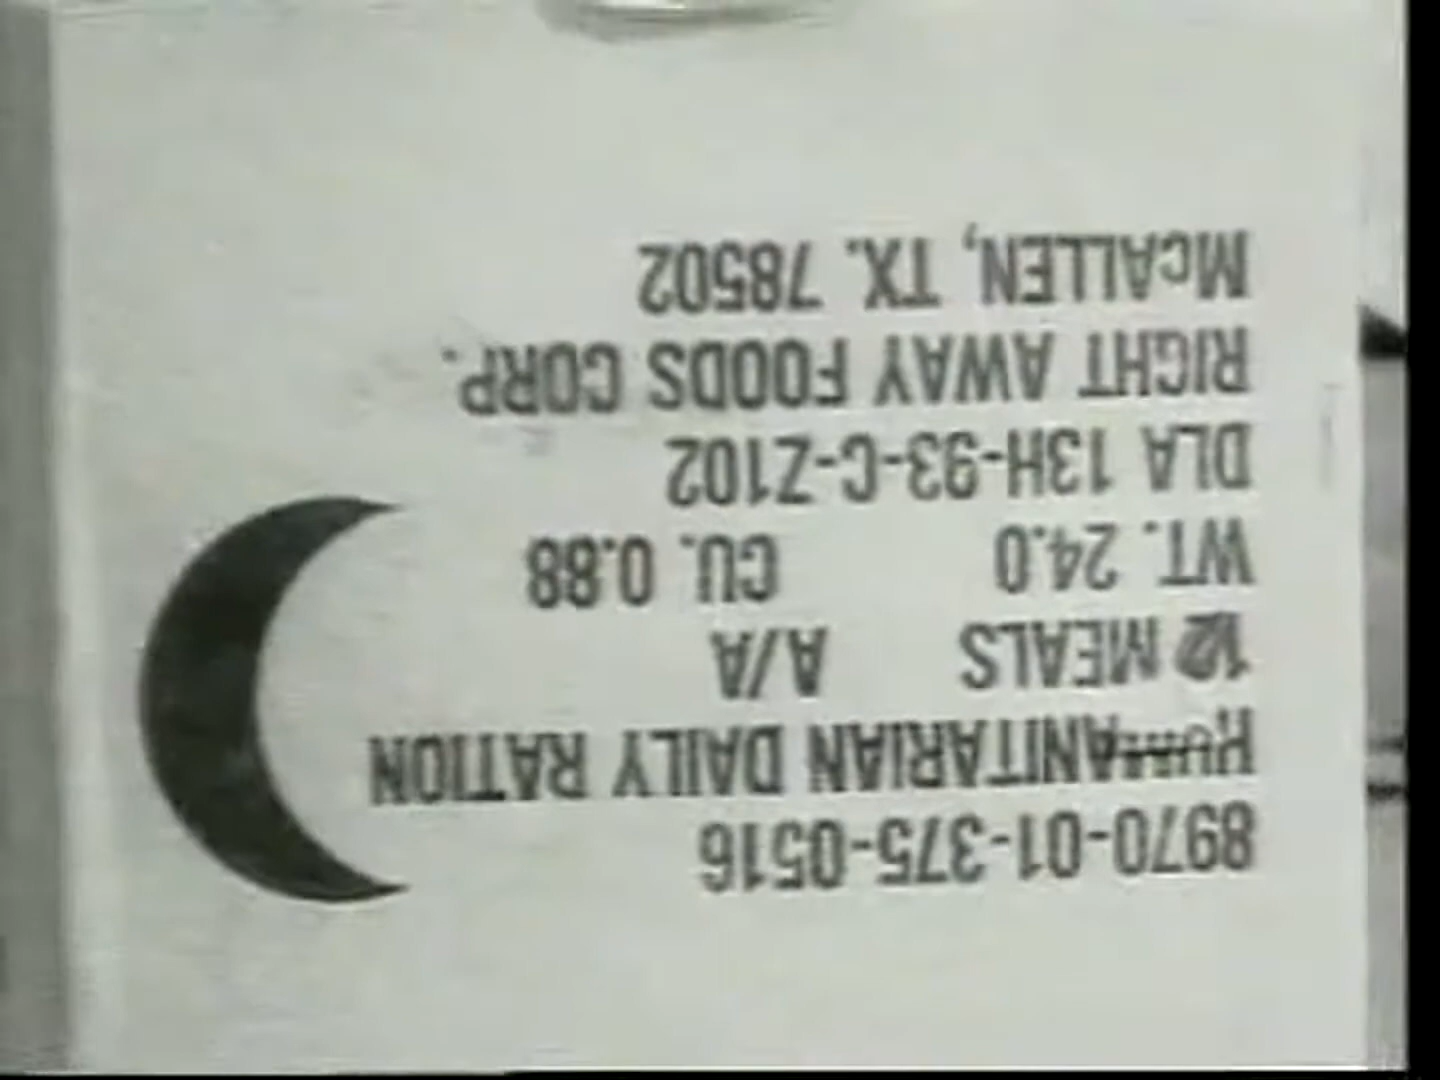 8970-01-375-0516
HUMANITARIAN DAILY RATION
12 MEALS A/A
WT. 24.0 CU. 0.88
DLA 13H-93-C-Z102
RIGHT AWAY FOODS CORP.
McALLEN, TX. 78502